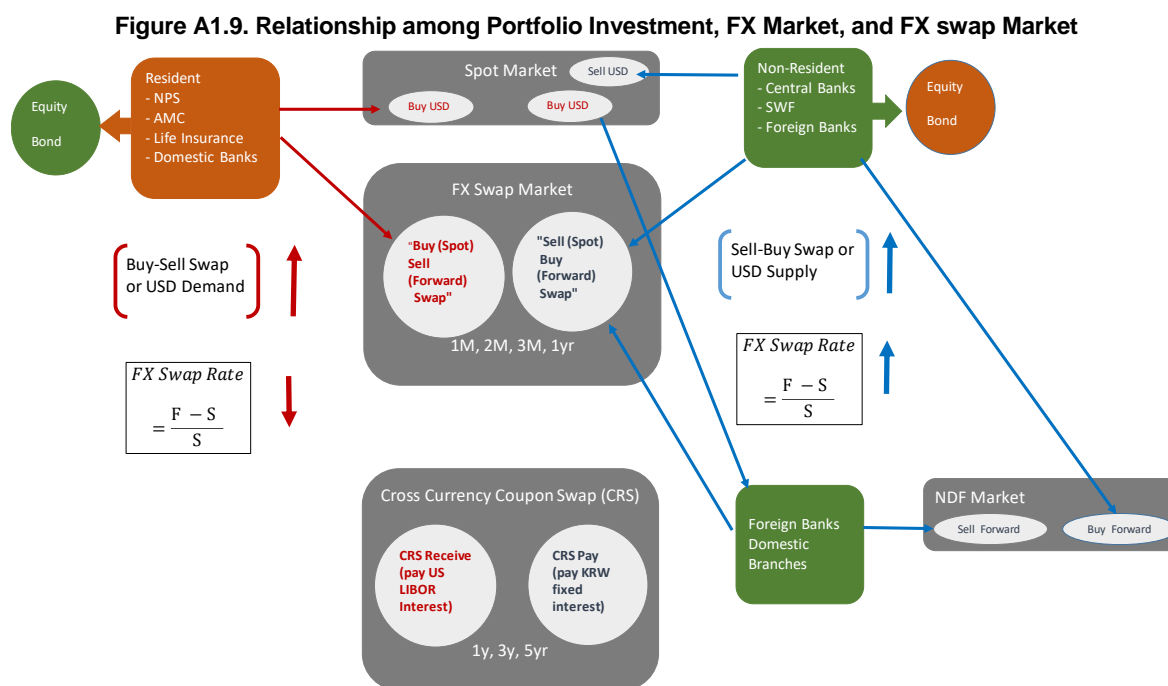 Figure A1.9. Relationship among Portfolio Investment, FX Market, and FX swap Market
Equity
Bond
Resident
- NPS
- AMC
- Life Insurance
- Domestic Banks
Spot Market
Sell USD
Buy USD
Buy USD
Non-Resident
- Central Banks
- SWF
- Foreign Banks
Equity
Bond
FX Swap Market
"Buy (Spot)
Sell
(Forward)
Swap"
"Sell (Spot)
Buy
(Forward)
Swap"
1M, 2M, 3M, 1yr
Buy-Sell Swap
or USD Demand
FX Swap Rate
= F − S
S
Sell-Buy Swap or
USD Supply
FX Swap Rate
= F − S
S
Cross Currency Coupon Swap (CRS)
CRS Receive
(pay US
LIBOR
Interest)
CRS Pay
(pay KRW
fixed
interest)
1y, 3y, 5yr
Foreign Banks
Domestic
Branches
NDF Market
Sell Forward
Buy Forward